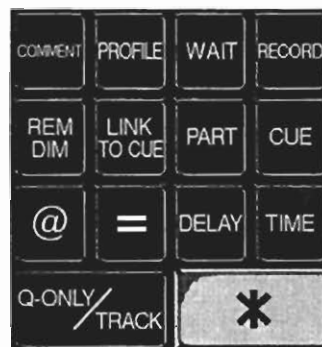 COMMENT PROFILE WAIT RECORD
REM DIM LINK TO CUE PART CUE
@ = DELAY TIME
Q-ONLY/TRACK *